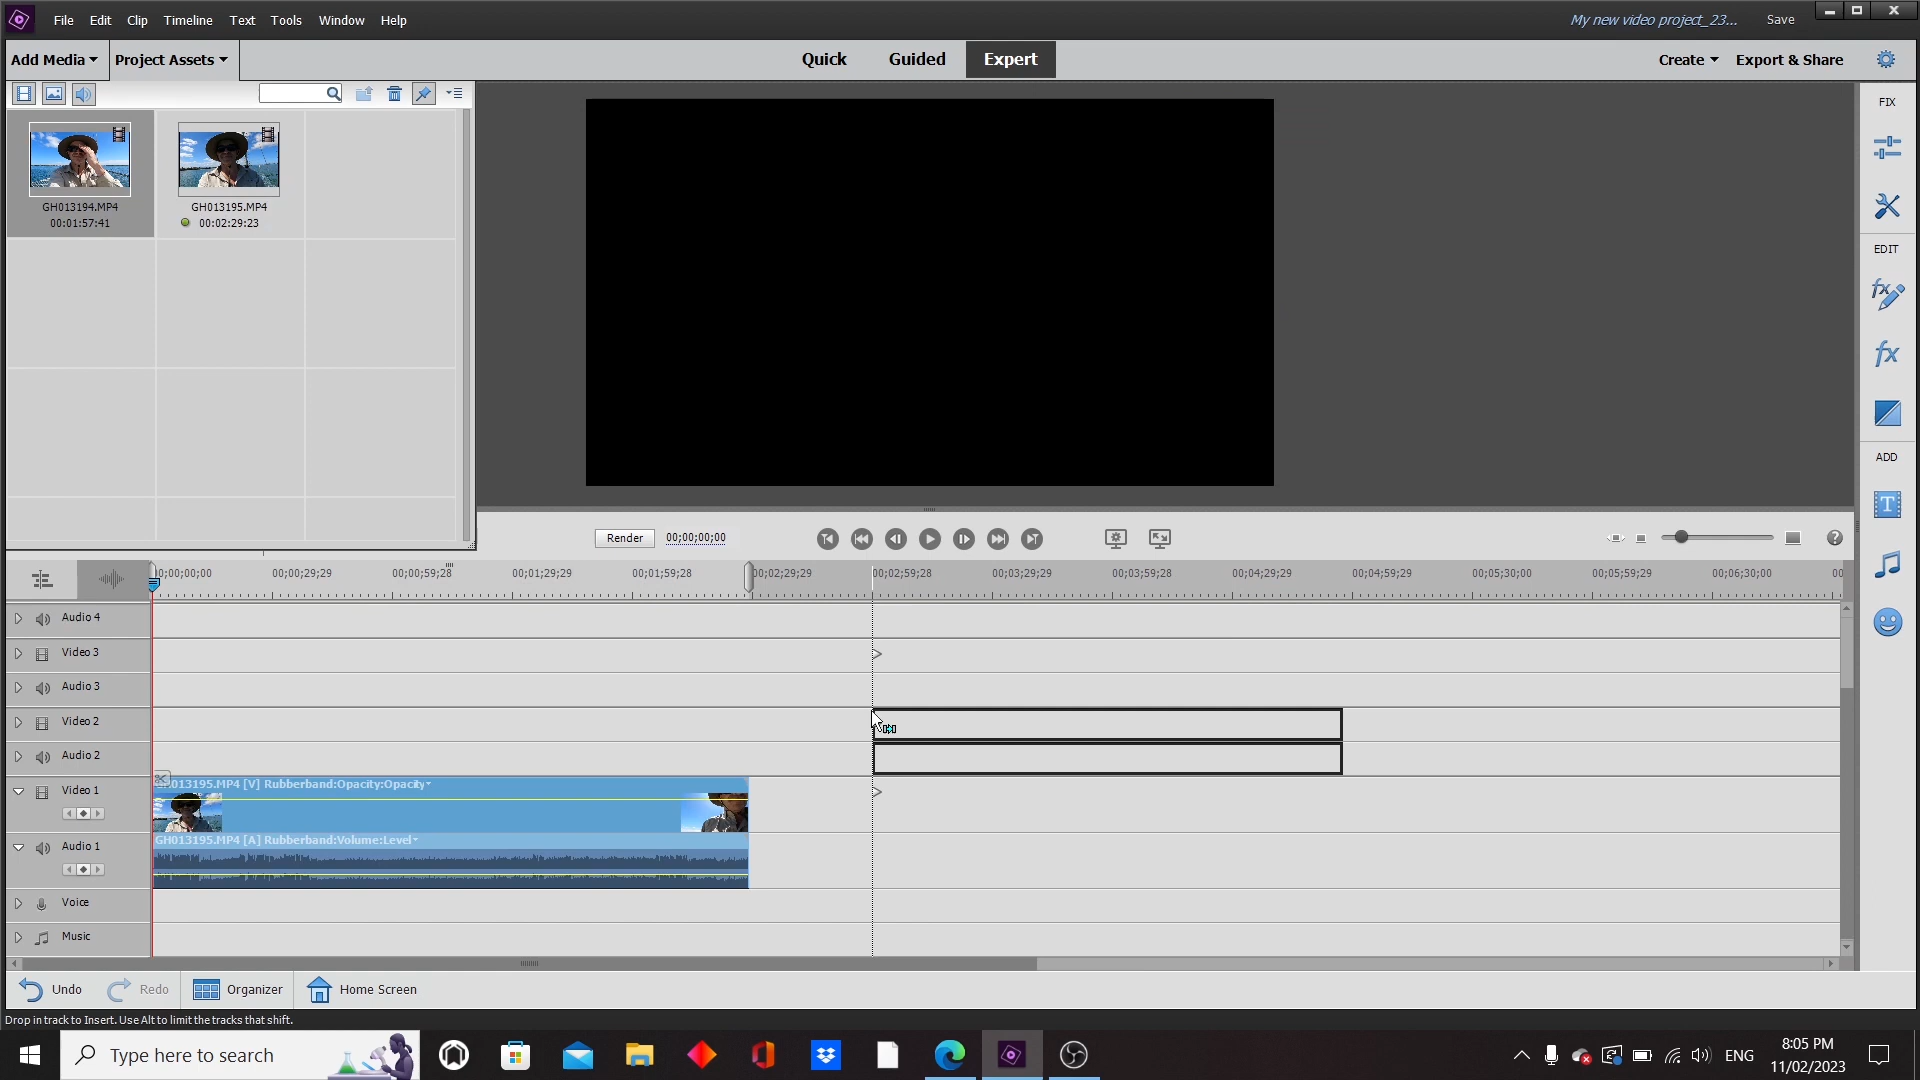 File Edit Clip Timeline Text Tools Window Help
My new video project_23... Save
Add Media Project Assets
Quick Guided Expert
Create Export & Share
FIX
GH013194.MP4
00:01:57:41
GH013195.MP4
00:02:29:23
EDIT
ADD
Render 00;00;00;00
0;00;00;00 00;00;29;29 00;00;59;28 00;01;29;29 00;01;59;28 00;02;29;29 00;02;59;28 00;03;29;29 00;03;59;28 00;04;29;29 00;04;59;29 00;05;30;00 00;05;59;29 00;06;30;00 00
Audio 4
Video 3
Audio 3
Video 2
Audio 2
Video 1
013195.MP4 [V] Rubberband:Opacity:Opacity
Audio 1
GH013195.MP4 [A] Rubberband:Volume:Level
Voice
Music
Undo Redo Organizer Home Screen
Drop in track to Insert. Use Alt to limit the tracks that shift.
Type here to search
ENG
8:05 PM
11/02/2023